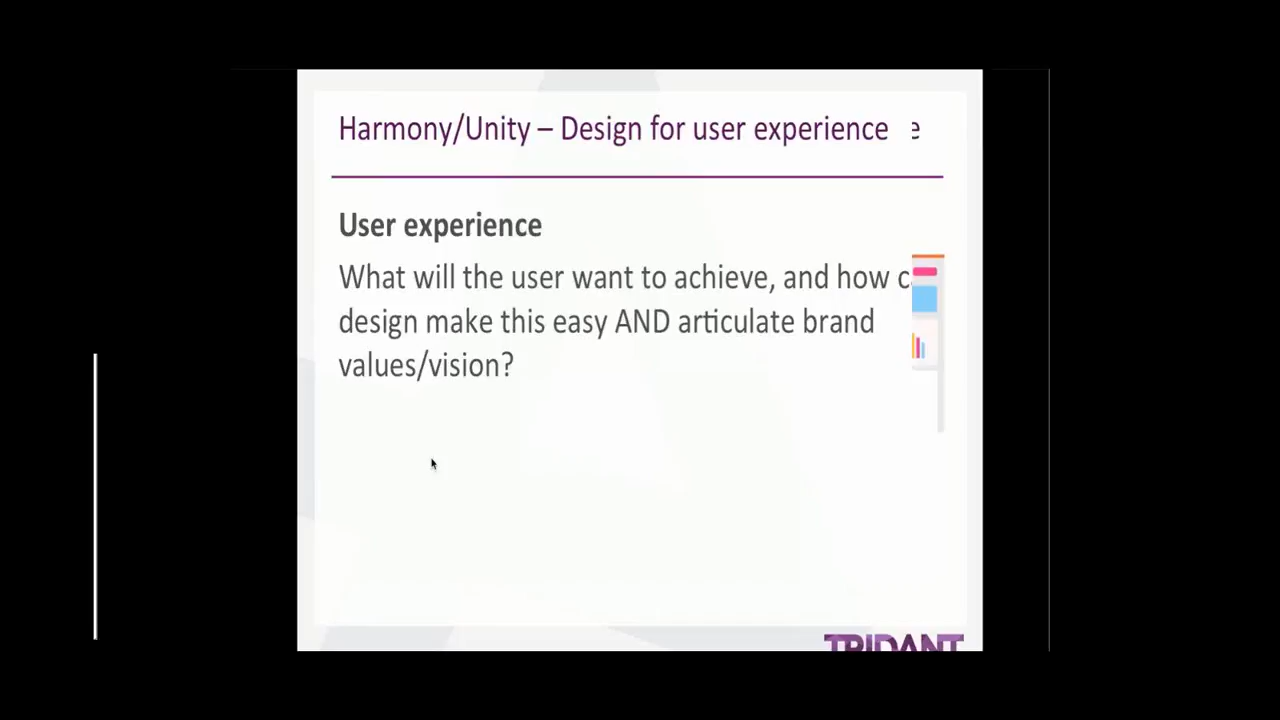 Harmony/Unity – Design for user experience e
User experience
What will the user want to achieve, and how
design make this easy AND articulate brand
values/vision?
TRIDANT